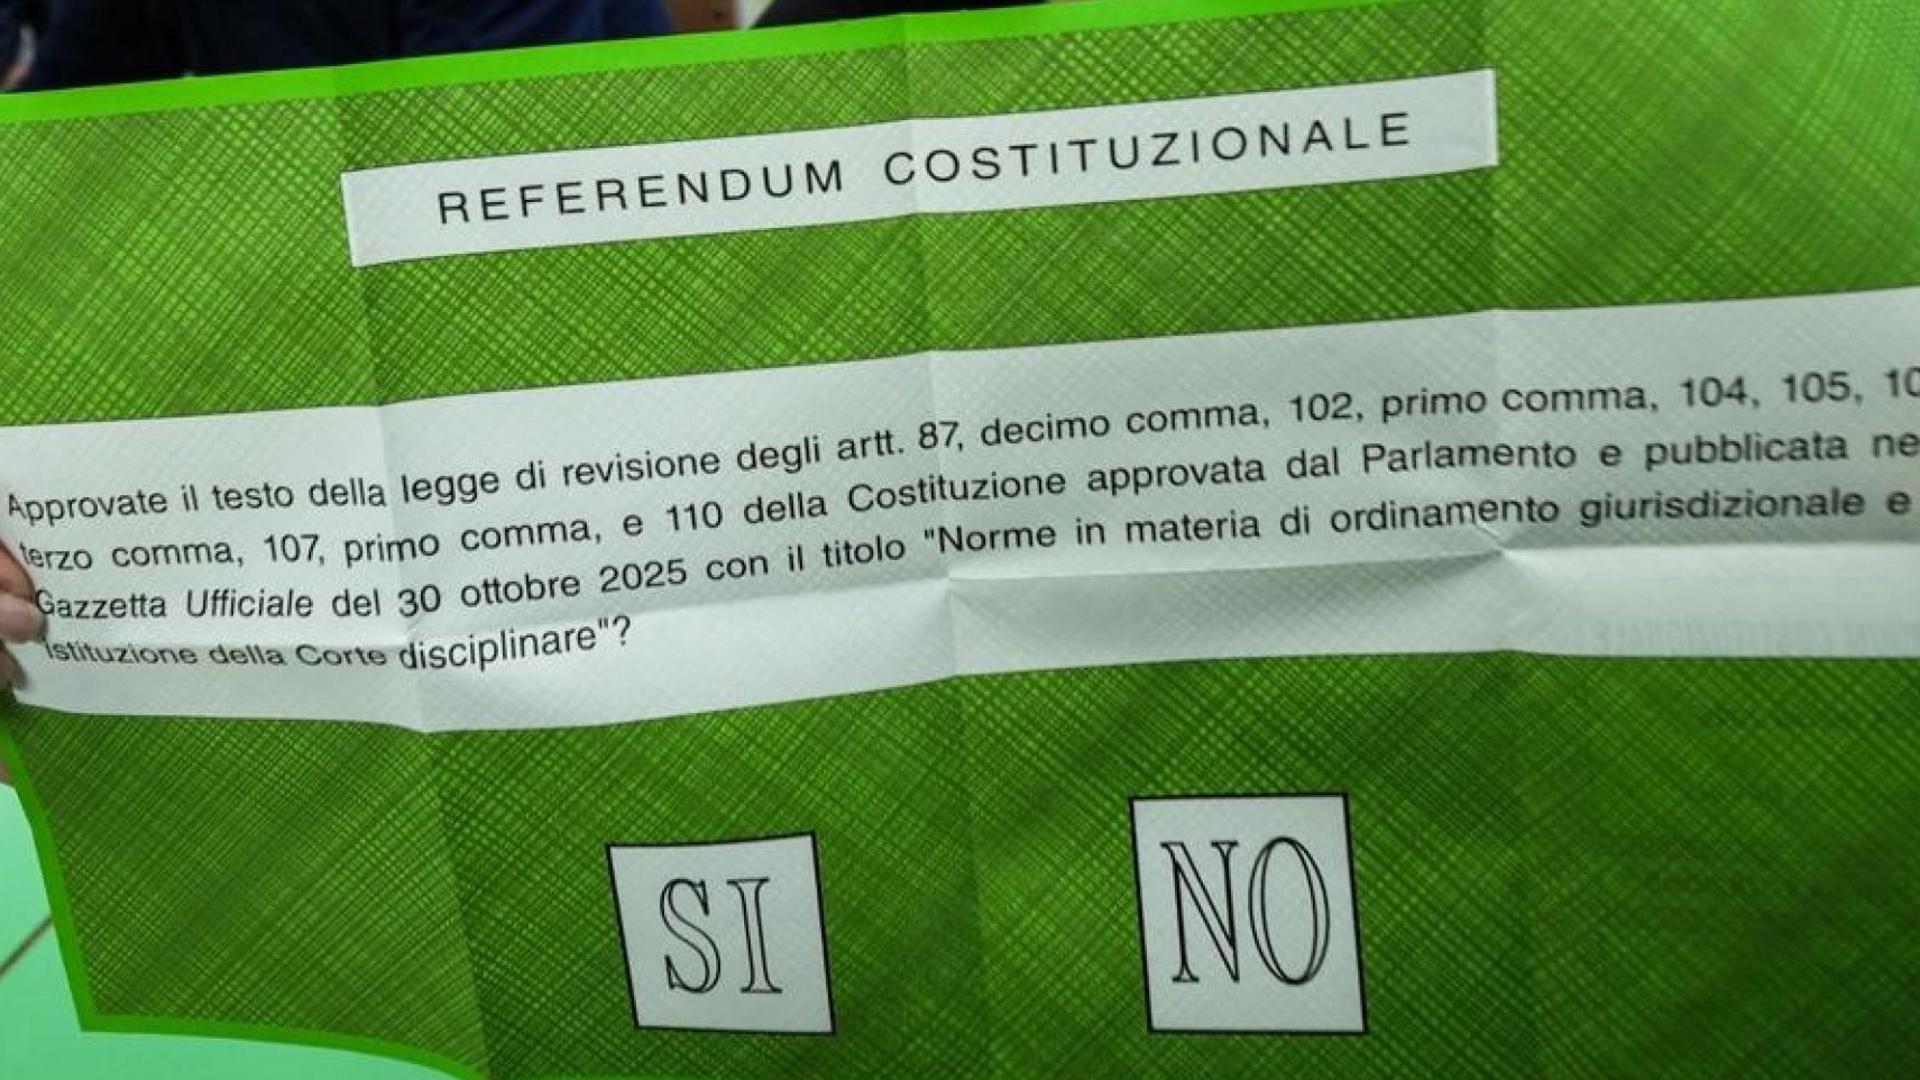 REFERENDUM COSTITUZIONALE
Approvate il testo della legge di revisione degli artt. 87, decimo comma, 102, primo comma, 104, 105,
terzo comma, 107, primo comma, e 110 della Costituzione approvata dal Parlamento e pubblicata
Gazzetta Ufficiale del 30 ottobre 2025 con il titolo "Norme in materia di ordinamento giurisdizionale e
istituzione della Corte disciplinare"?
SI NO